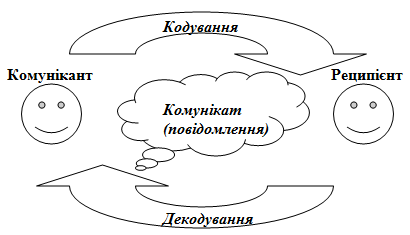 Кодування
Комунікант
Реципієнт
Комунікат
(повідомлення)
Декодування